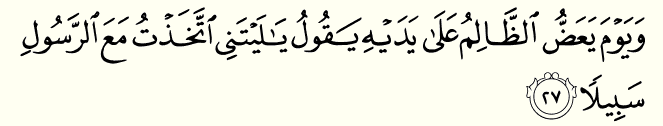 وَيَوْمَ يَعَضُّ ٱلظَّالِمُ عَلَىٰ يَدَيْهِ يَقُولُ يَٰلَيْتَنِى ٱتَّخَذْتُ مَعَ ٱلرَّسُولِ
سَبِيلًا ٢٧